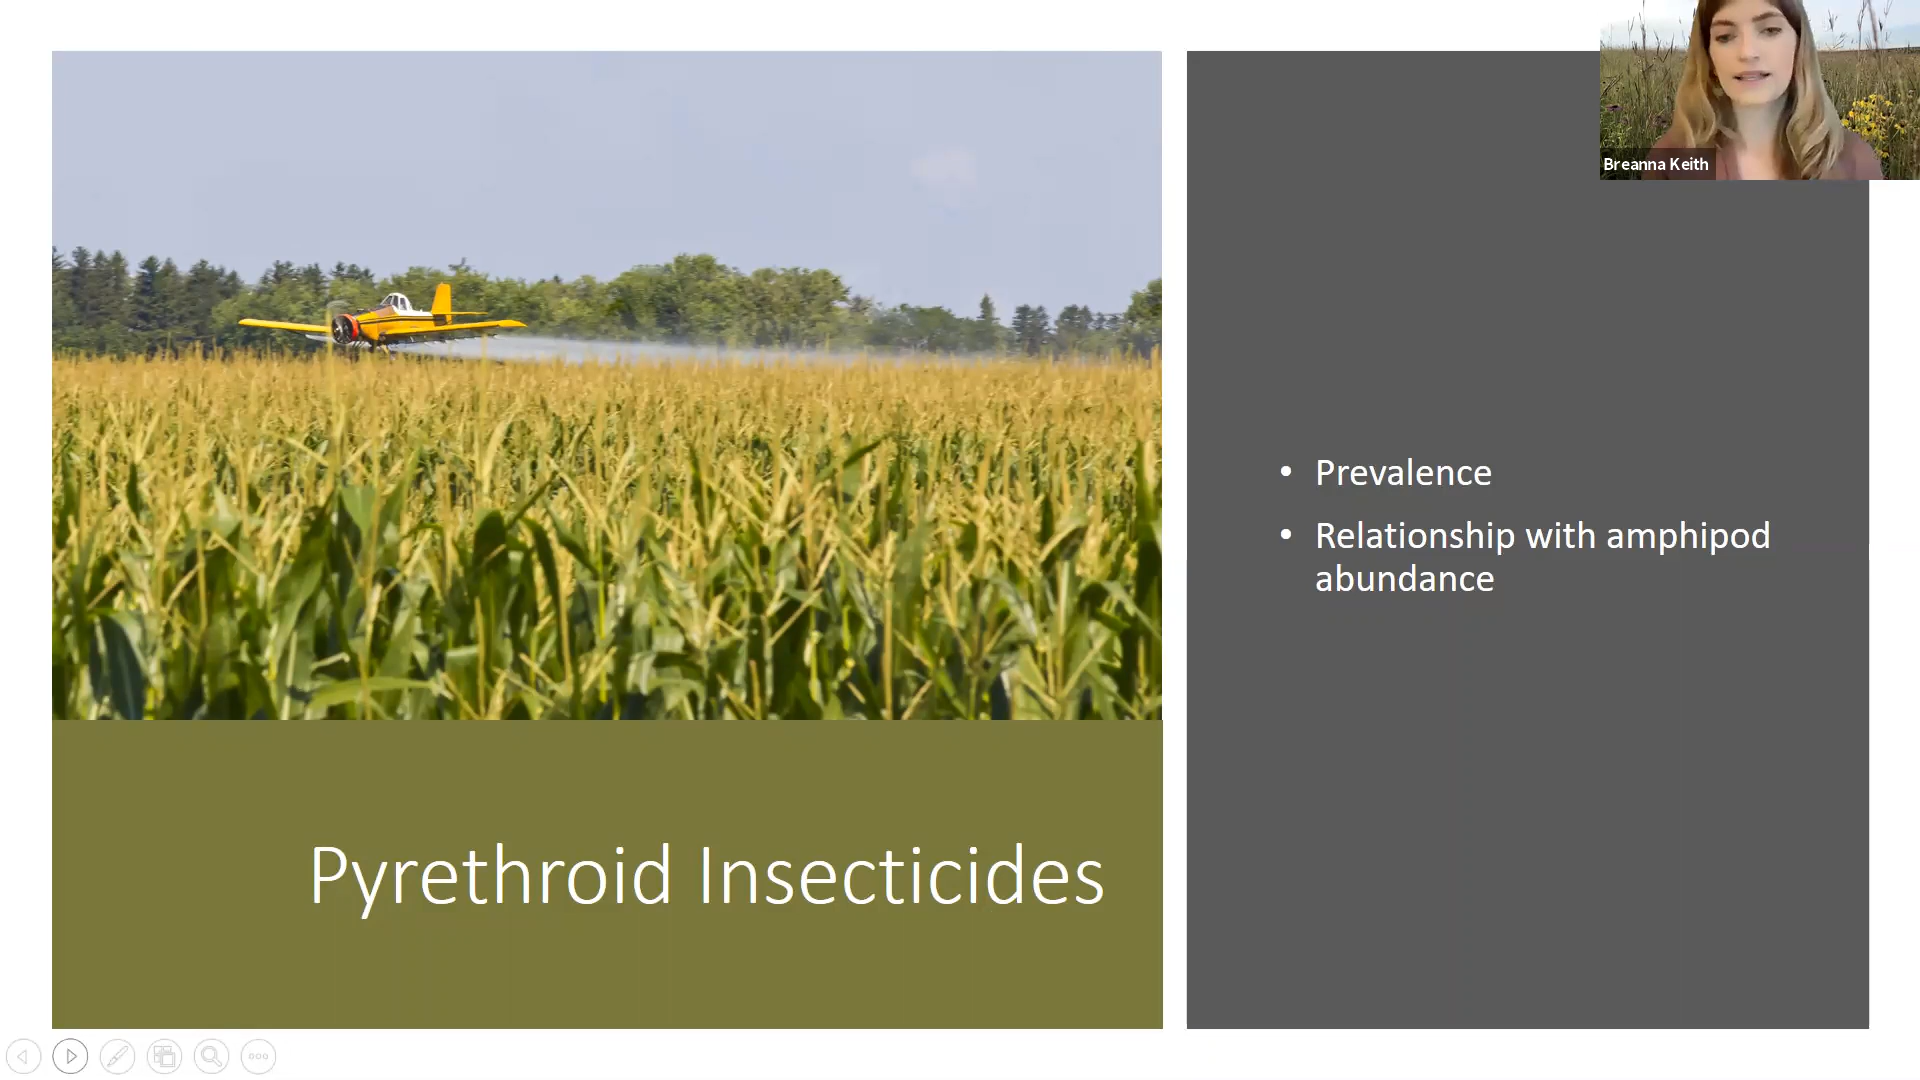 Breanna Keith
• Prevalence
• Relationship with amphipod
abundance
Pyrethroid Insecticides